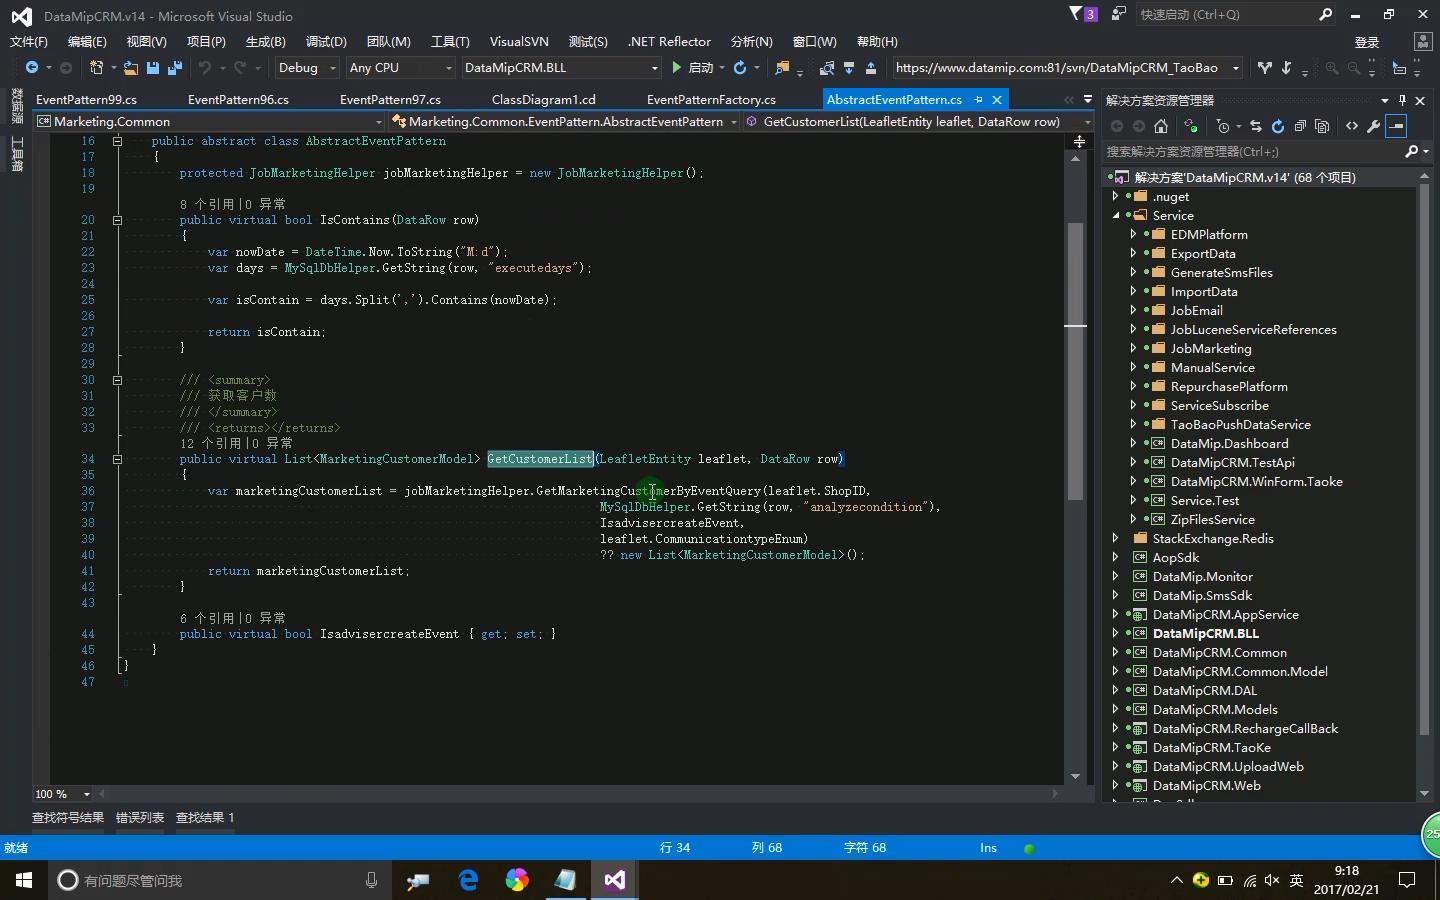 DataMipCRM.v14 - Microsoft Visual Studio
3
快速启动 (Ctrl+Q)
文件(F) 编辑(E) 视图(V) 项目(P) 生成(B) 调试(D) 团队(M) 工具(T) VisualSVN 测试(S) .NET Reflector 分析(N) 窗口(W) 帮助(H) 登录
Debug Any CPU DataMipCRM.BLL 启动 https://www.datamip.com:81/svn/DataMipCRM_TaoBao
数据源
工具箱
EventPattern99.cs EventPattern96.cs EventPattern97.cs ClassDiagram1.cd EventPatternFactory.cs AbstractEventPattern.cs
Marketing.Common Marketing.Common.EventPattern.AbstractEventPattern GetCustomerList(LeafletEntity leaflet, DataRow row)
16 public abstract class AbstractEventPattern
17 {
18 protected JobMarketingHelper jobMarketingHelper = new JobMarketingHelper();
19
8 个引用|0 异常
20 public virtual bool IsContains(DataRow row)
21 {
22 var nowDate = DateTime.Now.ToString("M.d");
23 var days = MySqlDbHelper.GetString(row, "executedays");
24
25 var isContain = days.Split(',').Contains(nowDate);
26
27 return isContain;
28 }
29
30 /// <summary>
31 /// 获取客户数
32 /// </summary>
33 /// <returns></returns>
12 个引用|0 异常
34 public virtual List<MarketingCustomerModel> GetCustomerList(LeafletEntity leaflet, DataRow row)
35 {
36 var marketingCustomerList = jobMarketingHelper.GetMarketingCustomerByEventQuery(leaflet.ShopID,
37 MySqlDbHelper.GetString(row, "analyzecondition"),
38 IsadvisercreateEvent,
39 leaflet.CommunicationtypeEnum)
40 ?? new List<MarketingCustomerModel>();
41 return marketingCustomerList;
42 }
43
6 个引用|0 异常
44 public virtual bool IsadvisercreateEvent { get; set; }
45 }
46 }
47
100 %
解决方案资源管理器
搜索解决方案资源管理器(Ctrl+;)
解决方案'DataMipCRM.v14' (68 个项目)
.nuget
Service
EDMPlatform
ExportData
GenerateSmsFiles
ImportData
JobEmail
JobLuceneServiceReferences
JobMarketing
ManualService
RepurchasePlatform
ServiceSubscribe
TaoBaoPushDataService
DataMip.Dashboard
DataMip.TestApi
DataMip.WinForm.Taoke
Service.Test
ZipFilesService
StackExchange.Redis
AopSdk
DataMip.Monitor
DataMip.SmsSdk
DataMipCRM.AppService
DataMipCRM.BLL
DataMipCRM.Common
DataMipCRM.Common.Model
DataMipCRM.DAL
DataMipCRM.Models
DataMipCRM.RechargeCallBack
DataMipCRM.TaoKe
DataMipCRM.UploadWeb
DataMipCRM.Web
查找符号结果 错误列表 查找结果 1
25
就绪 行 34 列 68 字符 68 Ins
有问题尽管问我
英
9:18
2017/02/21